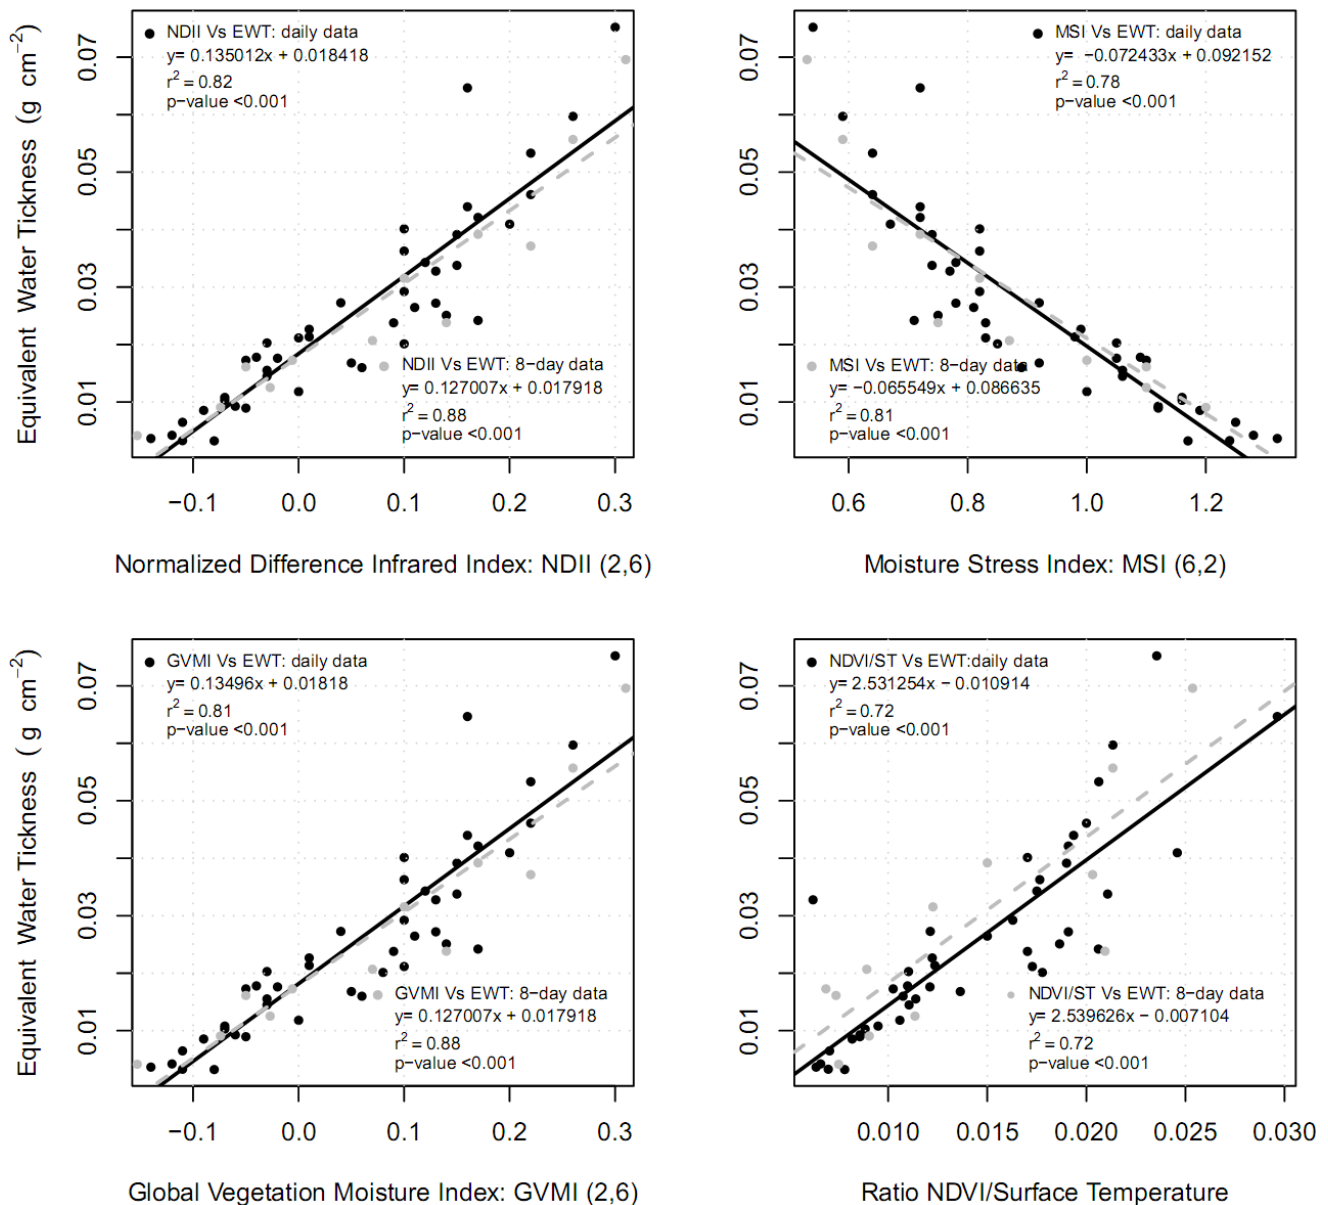 NDII Vs EWT: daily data
y= 0.135012x + 0.018418
r2 = 0.82
p−value <0.001
NDII Vs EWT: 8−day data
y= 0.127007x + 0.017918
r2 = 0.88
p−value <0.001
Equivalent Water Tickness (g cm−2)
0.07
0.05
0.03
0.01
−0.1 0.0 0.1 0.2 0.3
Normalized Difference Infrared Index: NDII (2,6)
MSI Vs EWT: daily data
y= −0.072433x + 0.092152
r2 = 0.78
p−value <0.001
MSI Vs EWT: 8−day data
y= −0.065549x + 0.086635
r2 = 0.81
p−value <0.001
0.07
0.05
0.03
0.01
0.6 0.8 1.0 1.2
Moisture Stress Index: MSI (6,2)
GVMI Vs EWT: daily data
y= 0.13496x + 0.01818
r2 = 0.81
p−value <0.001
GVMI Vs EWT: 8−day data
y= 0.127007x + 0.017918
r2 = 0.88
p−value <0.001
Equivalent Water Tickness ( g cm−2)
0.07
0.05
0.03
0.01
−0.1 0.0 0.1 0.2 0.3
Global Vegetation Moisture Index: GVMI (2,6)
NDVI/ST Vs EWT:daily data
y= 2.531254x − 0.010914
r2 = 0.72
p−value <0.001
NDVI/ST Vs EWT: 8−day data
y= 2.539626x − 0.007104
r2 = 0.72
p−value <0.001
0.07
0.05
0.03
0.01
0.010 0.015 0.020 0.025 0.030
Ratio NDVI/Surface Temperature